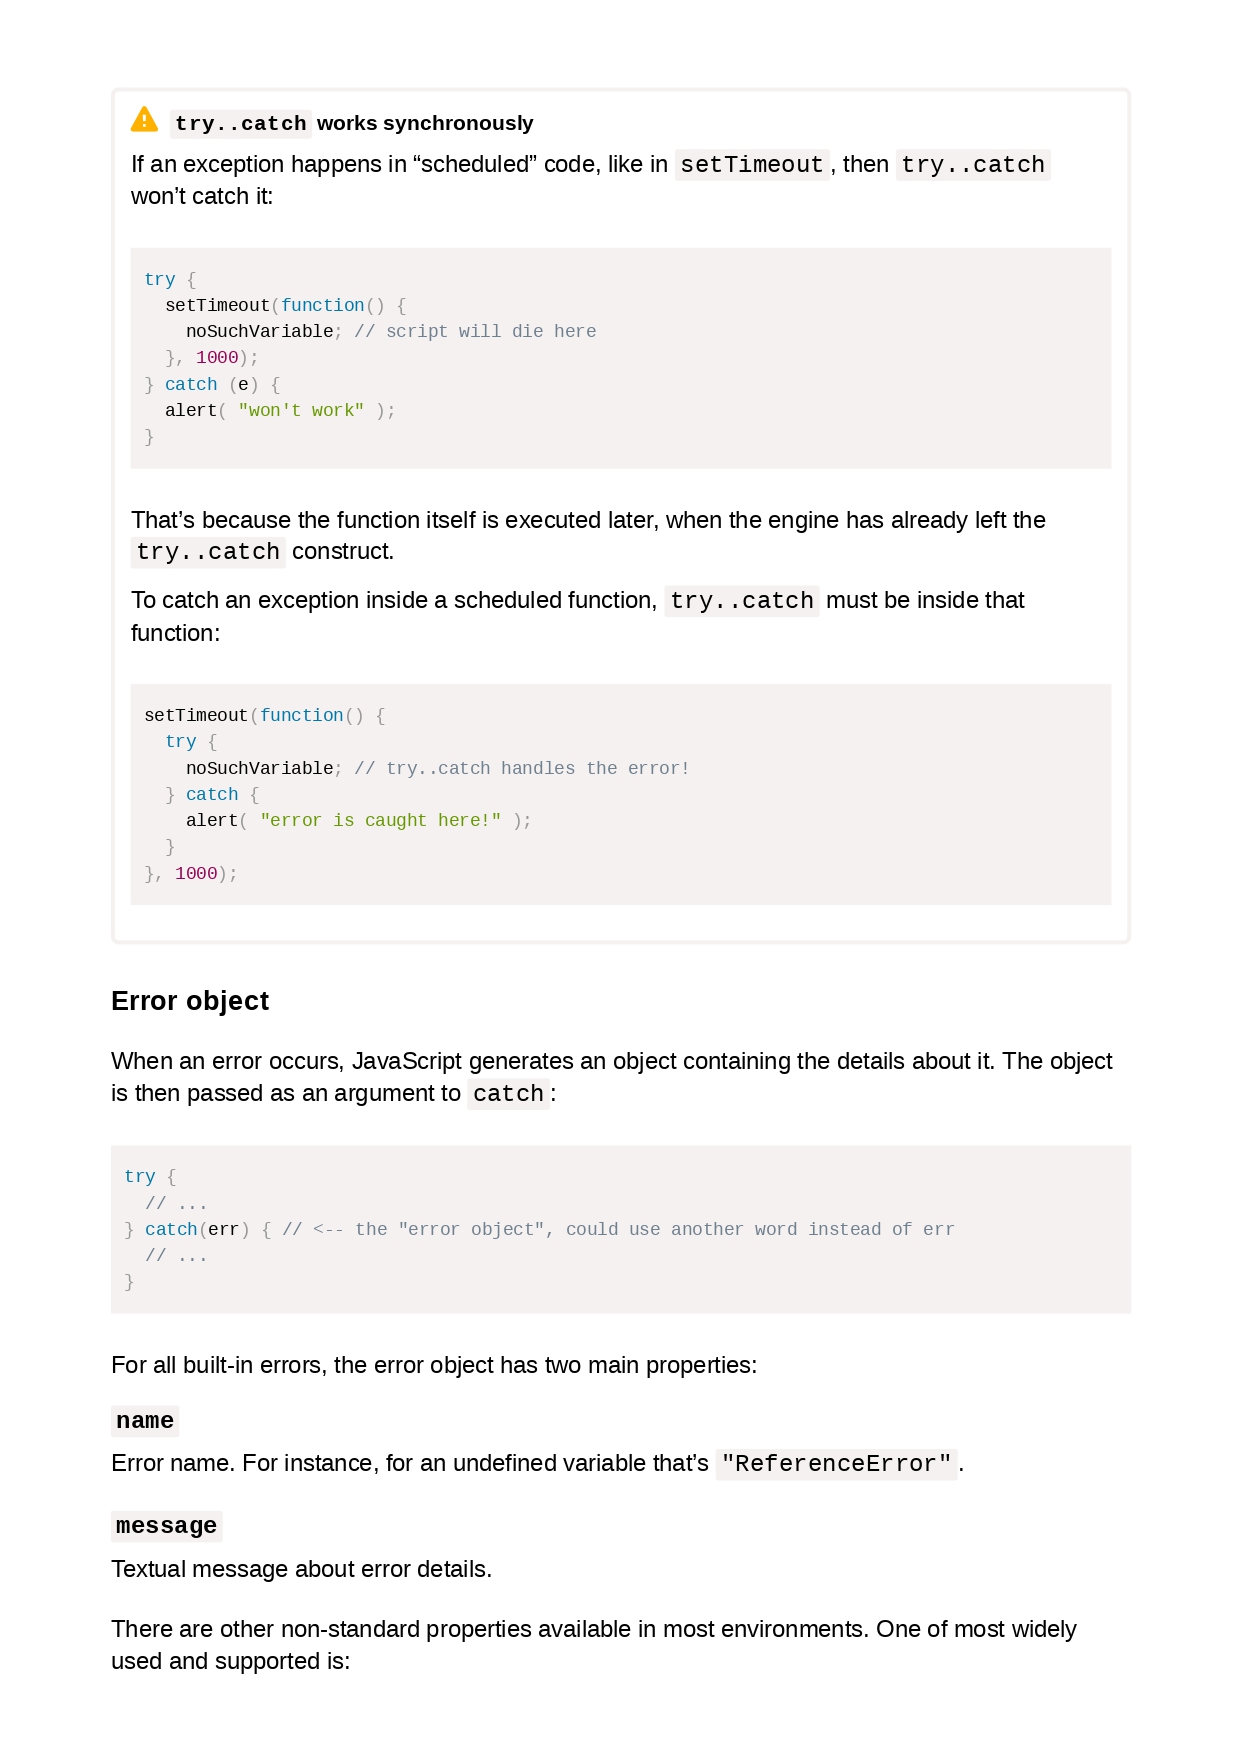 try..catch works synchronously
If an exception happens in “scheduled” code, like in setTimeout, then try..catch
won’t catch it:
try {
  setTimeout(function() {
    noSuchVariable; // script will die here
  }, 1000);
} catch (e) {
  alert( "won't work" );
}
That’s because the function itself is executed later, when the engine has already left the
try..catch construct.
To catch an exception inside a scheduled function, try..catch must be inside that
function:
setTimeout(function() {
  try {
    noSuchVariable; // try..catch handles the error!
  } catch {
    alert( "error is caught here!" );
  }
}, 1000);
Error object
When an error occurs, JavaScript generates an object containing the details about it. The object
is then passed as an argument to catch:
try {
  // ...
} catch(err) { // <-- the "error object", could use another word instead of err
  // ...
}
For all built-in errors, the error object has two main properties:
name
Error name. For instance, for an undefined variable that’s "ReferenceError".
message
Textual message about error details.
There are other non-standard properties available in most environments. One of most widely
used and supported is: